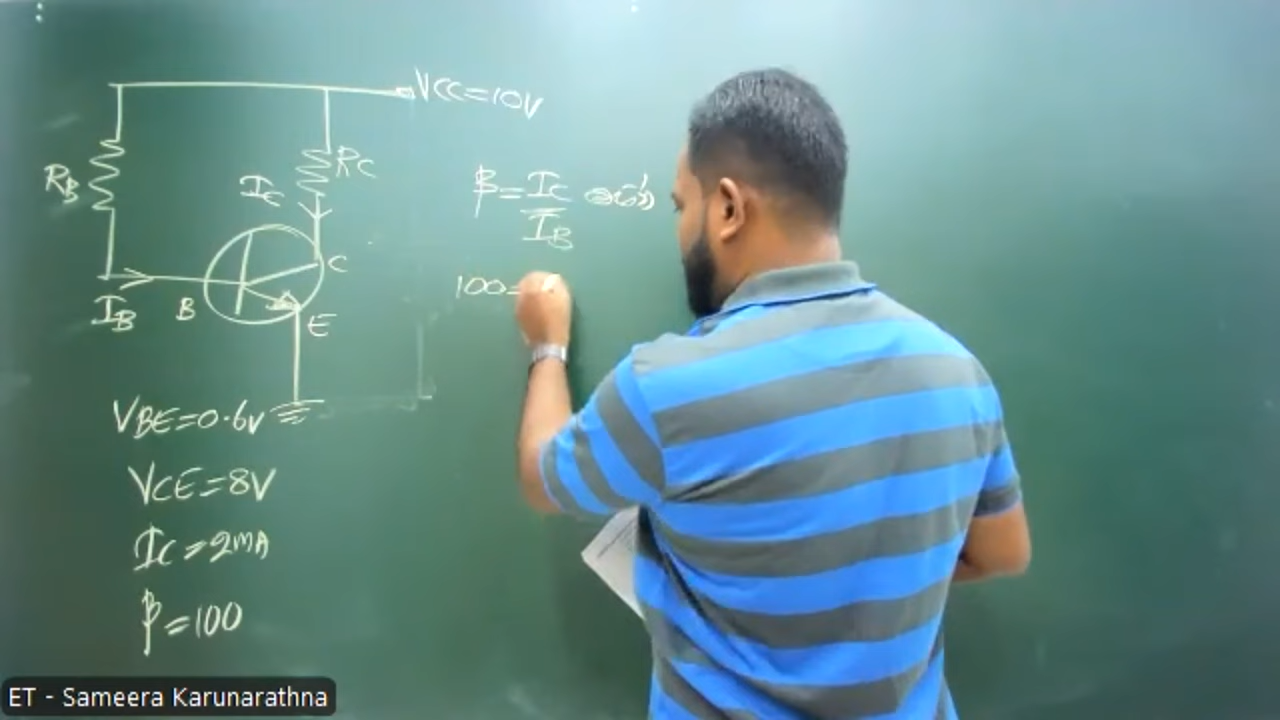 VCC=10V
RB
RC
IC
C
IB
B
E
VBE=0.6V
VCE=8V
IC=2mA
β=100
β=IC/IB මගින්
100=
ET - Sameera Karunarathna